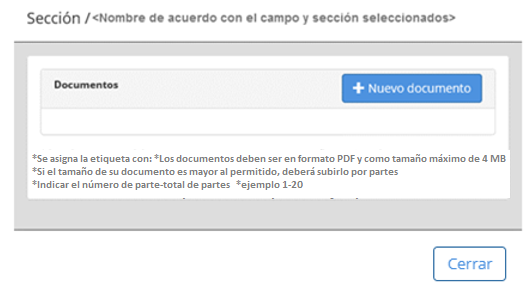 Sección /<Nombre de acuerdo con el campo y sección seleccionados>
Documentos
+ Nuevo documento
*Se asigna la etiqueta con: *Los documentos deben ser en formato PDF y como tamaño máximo de 4 MB
*Si el tamaño de su documento es mayor al permitido, deberá subirlo por partes
*Indicar el número de parte-total de partes *ejemplo 1-20
Cerrar